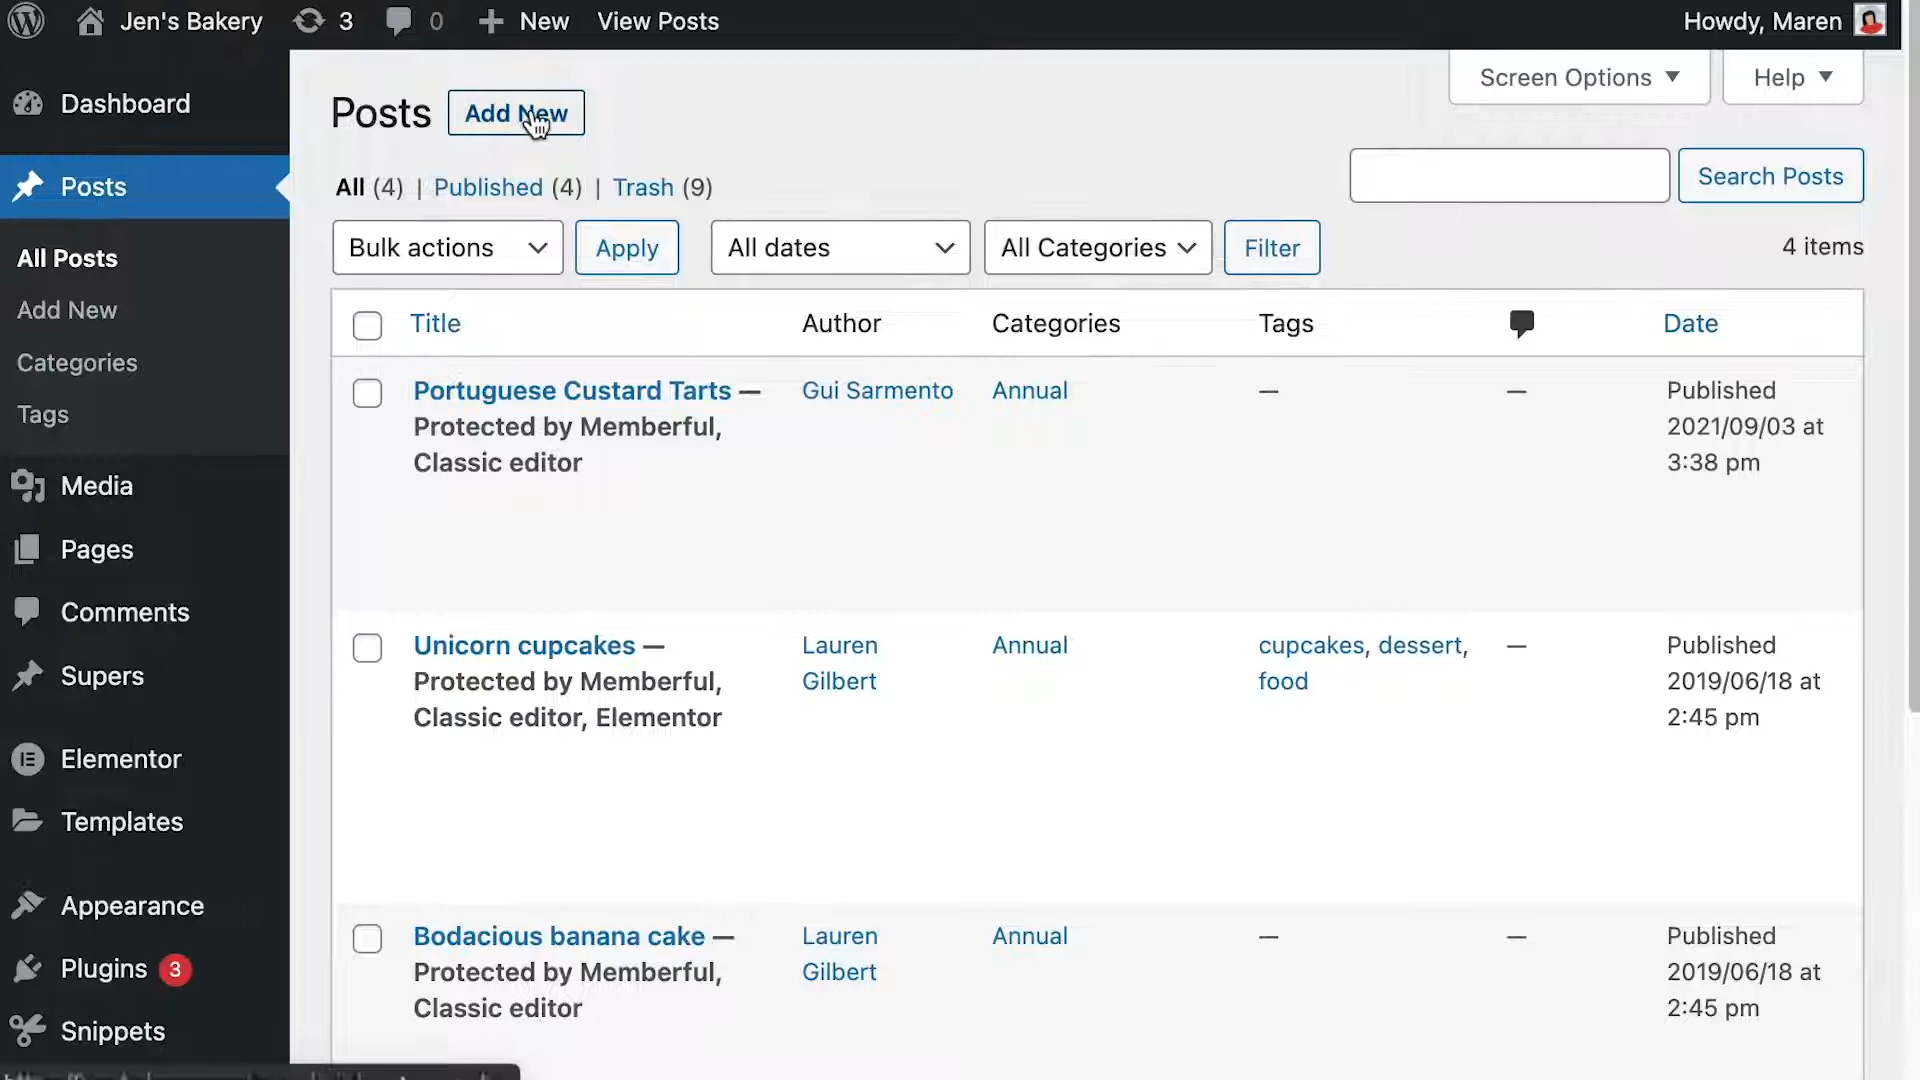 Jen's Bakery 3 0 New View Posts Howdy, Maren
Screen Options Help
Dashboard
Posts
All Posts
Add New
Categories
Tags
Media
Pages
Comments
Supers
Elementor
Templates
Appearance
Plugins 3
Snippets
Posts Add New
All (4) | Published (4) | Trash (9)
Search Posts
Bulk actions Apply All dates All Categories Filter 4 items
Title Author Categories Tags Date
Portuguese Custard Tarts — Gui Sarmento Annual — — Published
Protected by Memberful, 2021/09/03 at
Classic editor 3:38 pm
Unicorn cupcakes — Lauren Annual cupcakes, dessert, — Published
Protected by Memberful, Gilbert food 2019/06/18 at
Classic editor, Elementor 2:45 pm
Bodacious banana cake — Lauren Annual — — Published
Protected by Memberful, Gilbert 2019/06/18 at
Classic editor 2:45 pm